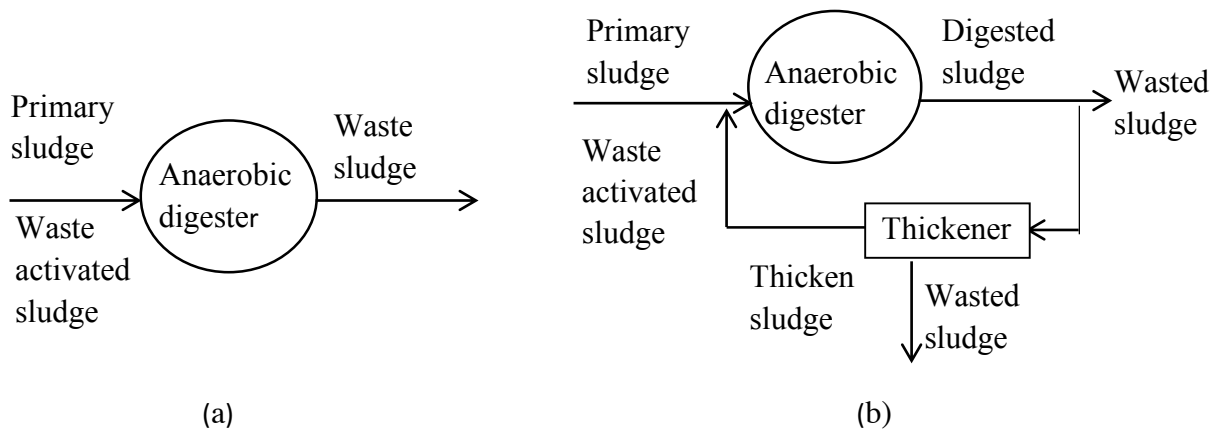 Primary
sludge
Waste
activated
sludge
Anaerobic
digester
Waste
sludge
(a)
Primary
sludge
Waste
activated
sludge
Anaerobic
digester
Digested
sludge
Wasted
sludge
Thickener
Thicken
sludge
Wasted
sludge
(b)